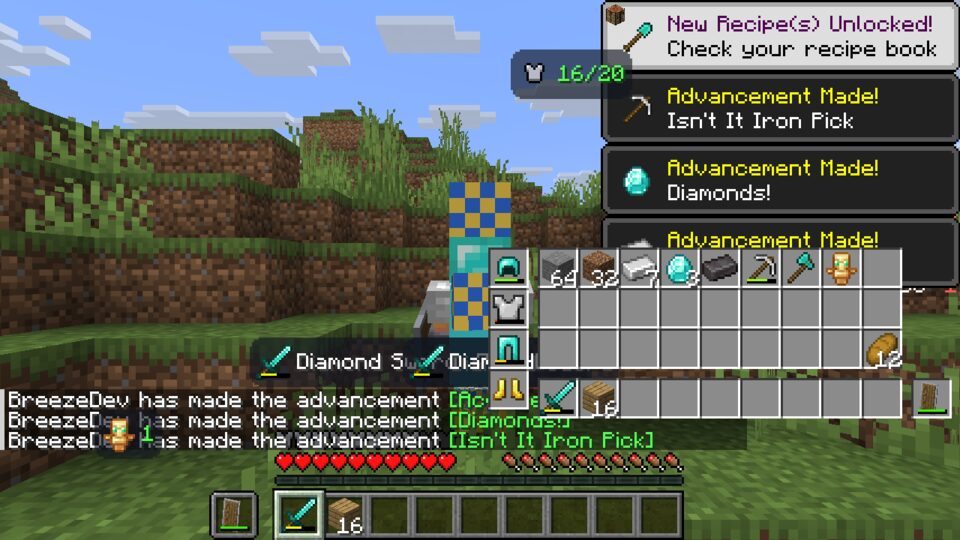 New Recipe(s) Unlocked!
Check your recipe book
16/20
Advancement Made!
Isn't It Iron Pick
Advancement Made!
Diamonds!
Advancement Made!
64
32
7
3
12
16
Diamond
BreezeDev has made the advancement
BreezeDev has made the advancement [Diamonds!]
BreezeDev has made the advancement [Isn't It Iron Pick]
1
16